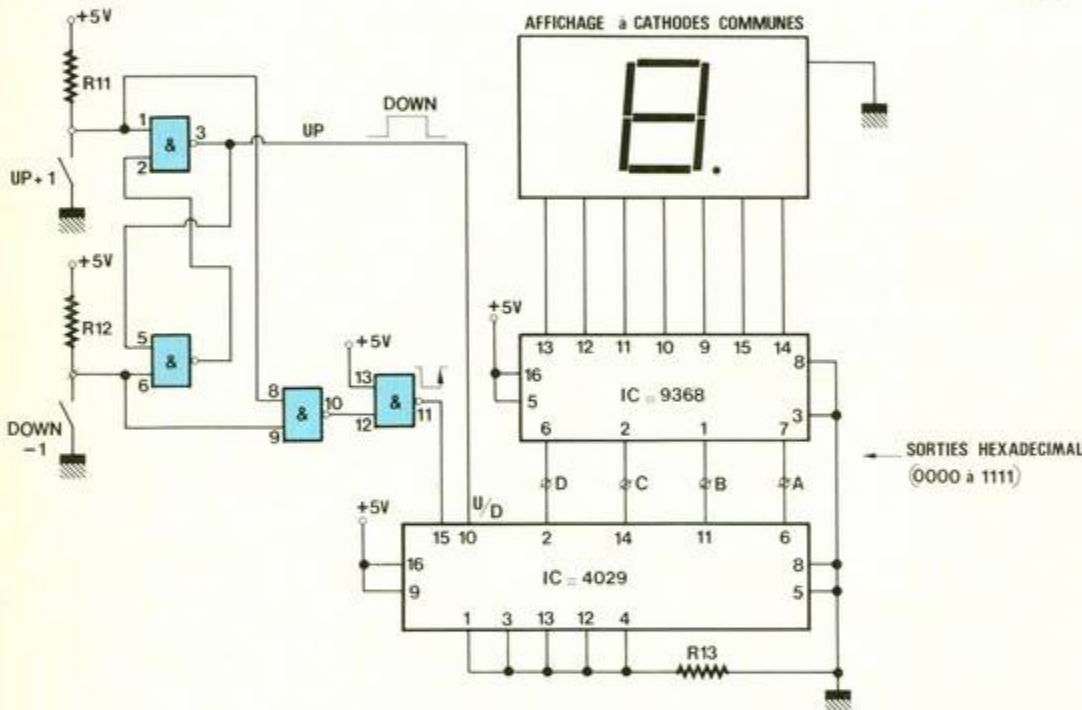 +5V
AFFICHAGE à CATHODES COMMUNES
R11
DOWN
1
3
UP
&
2
UP+1
+5V
R12
5
&
6
+5V
+5V
13 12 11 10 9 15 14
8
16
IC = 9368
5
3
6 2 1 7
13
&
11
12
8
&
10
9
DOWN
-1
SORTIES HEXADECIMAL
(0000 à 1111)
D C B A
+5V
U/D
15 10 2 14 11 6
16
8
IC = 4029
9
5
1 3 13 12 4
R13